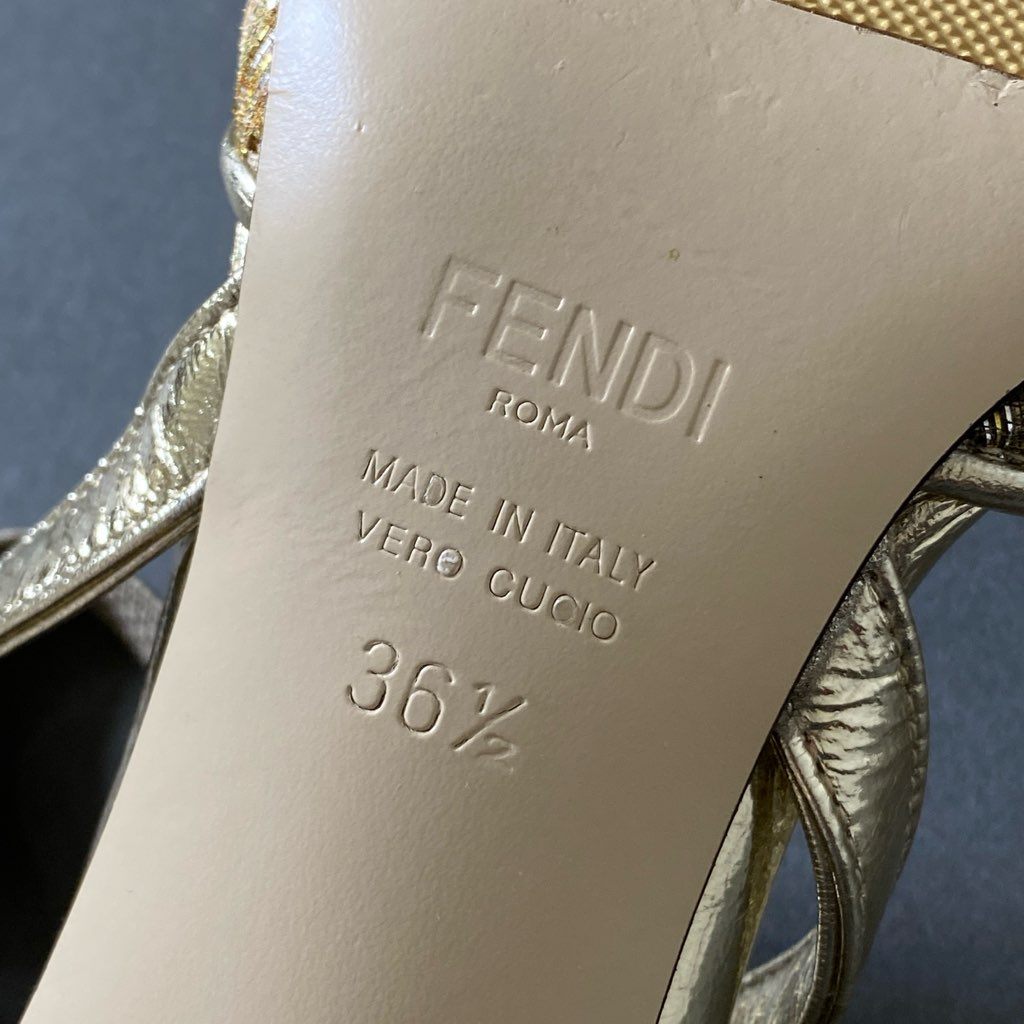 FENDI
ROMA
MADE IN ITALY
VERO CUOIO
36½